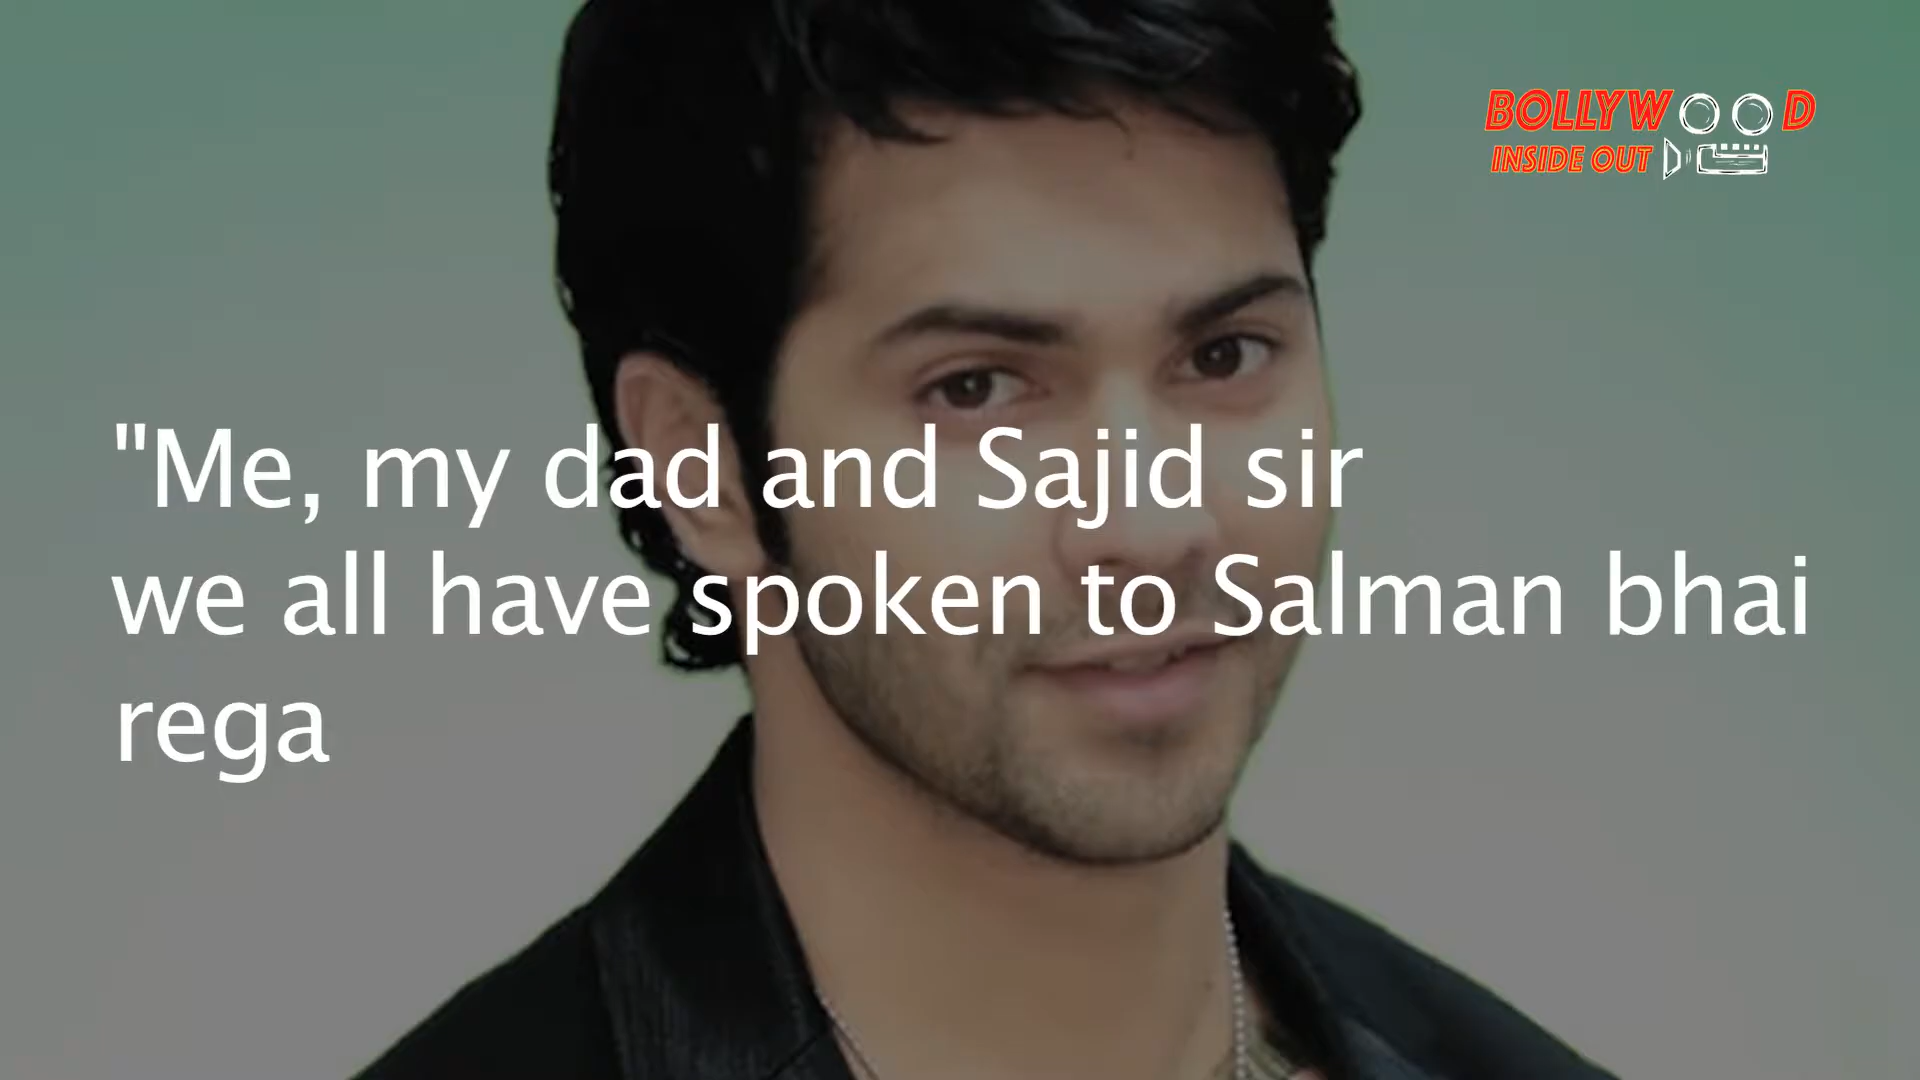 BOLLYWOOD
INSIDE OUT
"Me, my dad and Sajid sir
we all have spoken to Salman bhai
rega